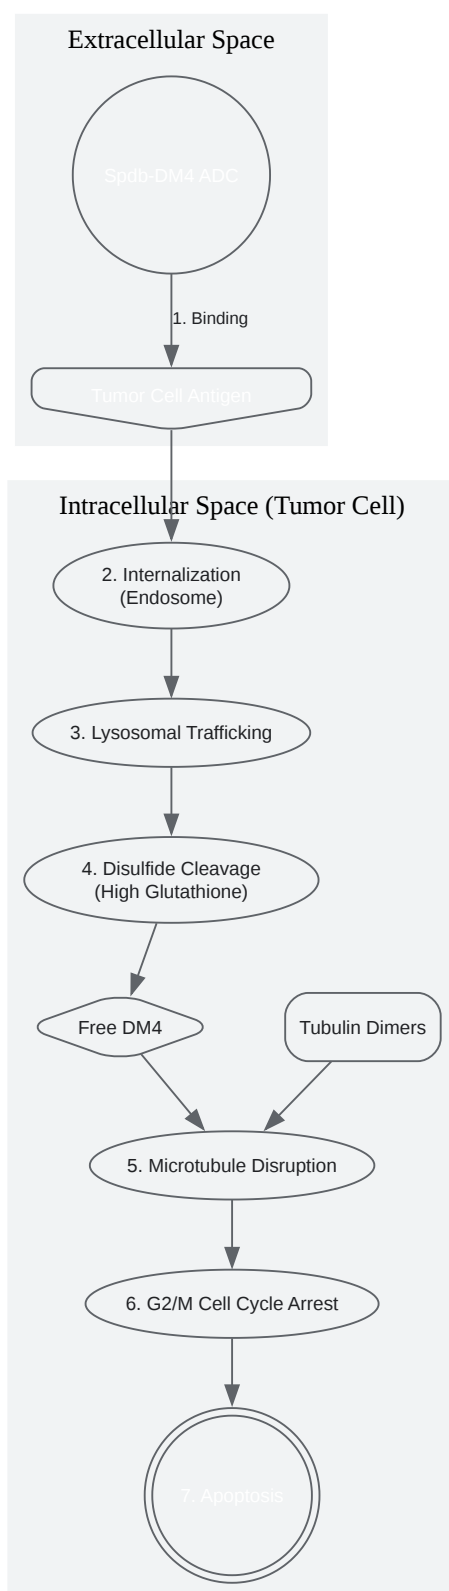 Extracellular Space
Spdb-DM4 ADC
1. Binding
Tumor Cell Antigen
Intracellular Space (Tumor Cell)
2. Internalization
(Endosome)
3. Lysosomal Trafficking
4. Disulfide Cleavage
(High Glutathione)
Free DM4
Tubulin Dimers
5. Microtubule Disruption
6. G2/M Cell Cycle Arrest
7. Apoptosis